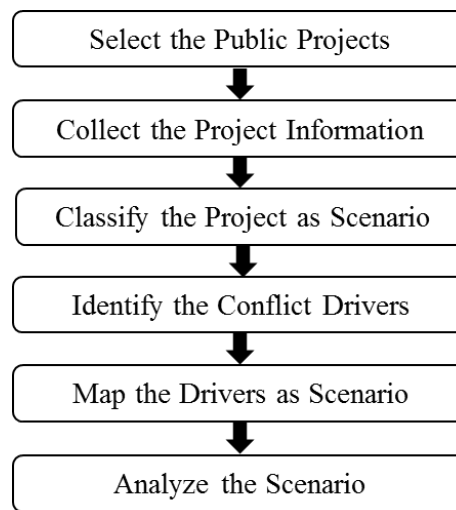 Select the Public Projects
Collect the Project Information
Classify the Project as Scenario
Identify the Conflict Drivers
Map the Drivers as Scenario
Analyze the Scenario